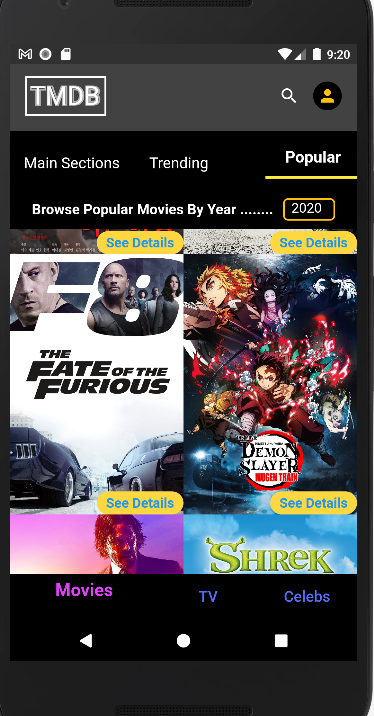 9:20
TMDB
Main Sections Trending Popular
Browse Popular Movies By Year ........ 2020
See Details See Details
F8
THE
FATE OF THE
FURIOUS
DEMON
SLAYER
MUGEN TRAIN
See Details See Details
SHREK
Movies TV Celebs